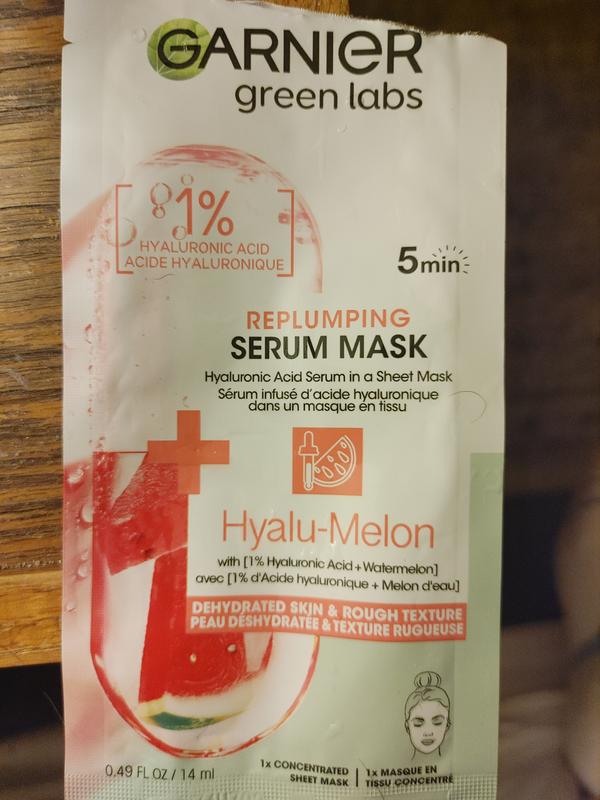 GARNIER
green labs
1%
HYALURONIC ACID
ACIDE HYALURONIQUE
5min
REPLUMPING
SERUM MASK
Hyaluronic Acid Serum in a Sheet Mask
Sérum infusé d'acide hyaluronique
dans un masque en tissu
Hyalu-Melon
with [1% Hyaluronic Acid + Watermelon]
avec [1% d'Acide hyaluronique + Melon d'eau]
DEHYDRATED SKIN & ROUGH TEXTURE
PEAU DÉSHYDRATÉE & TEXTURE RUGUEUSE
0.49 FL OZ / 14 ml
1x CONCENTRATED
SHEET MASK
1x MASQUE EN
TISSU CONCENTRÉ